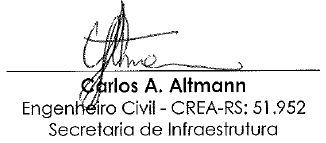 Carlos A. Altmann
Engenheiro Civil - CREA-RS: 51.952
Secretaria de Infraestrutura